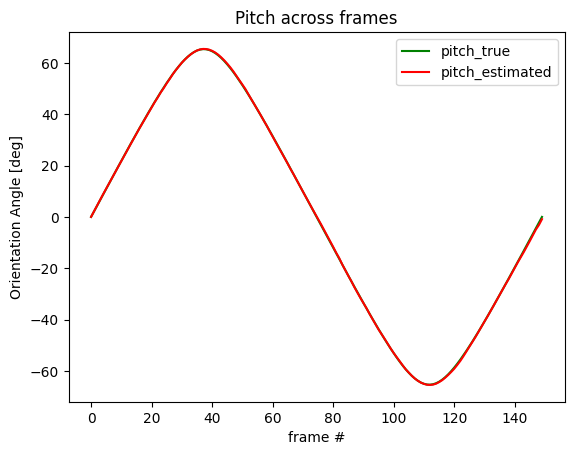 Pitch across frames
pitch_true
pitch_estimated
Orientation Angle [deg]
60
40
20
0
−20
−40
−60
0 20 40 60 80 100 120 140
frame #